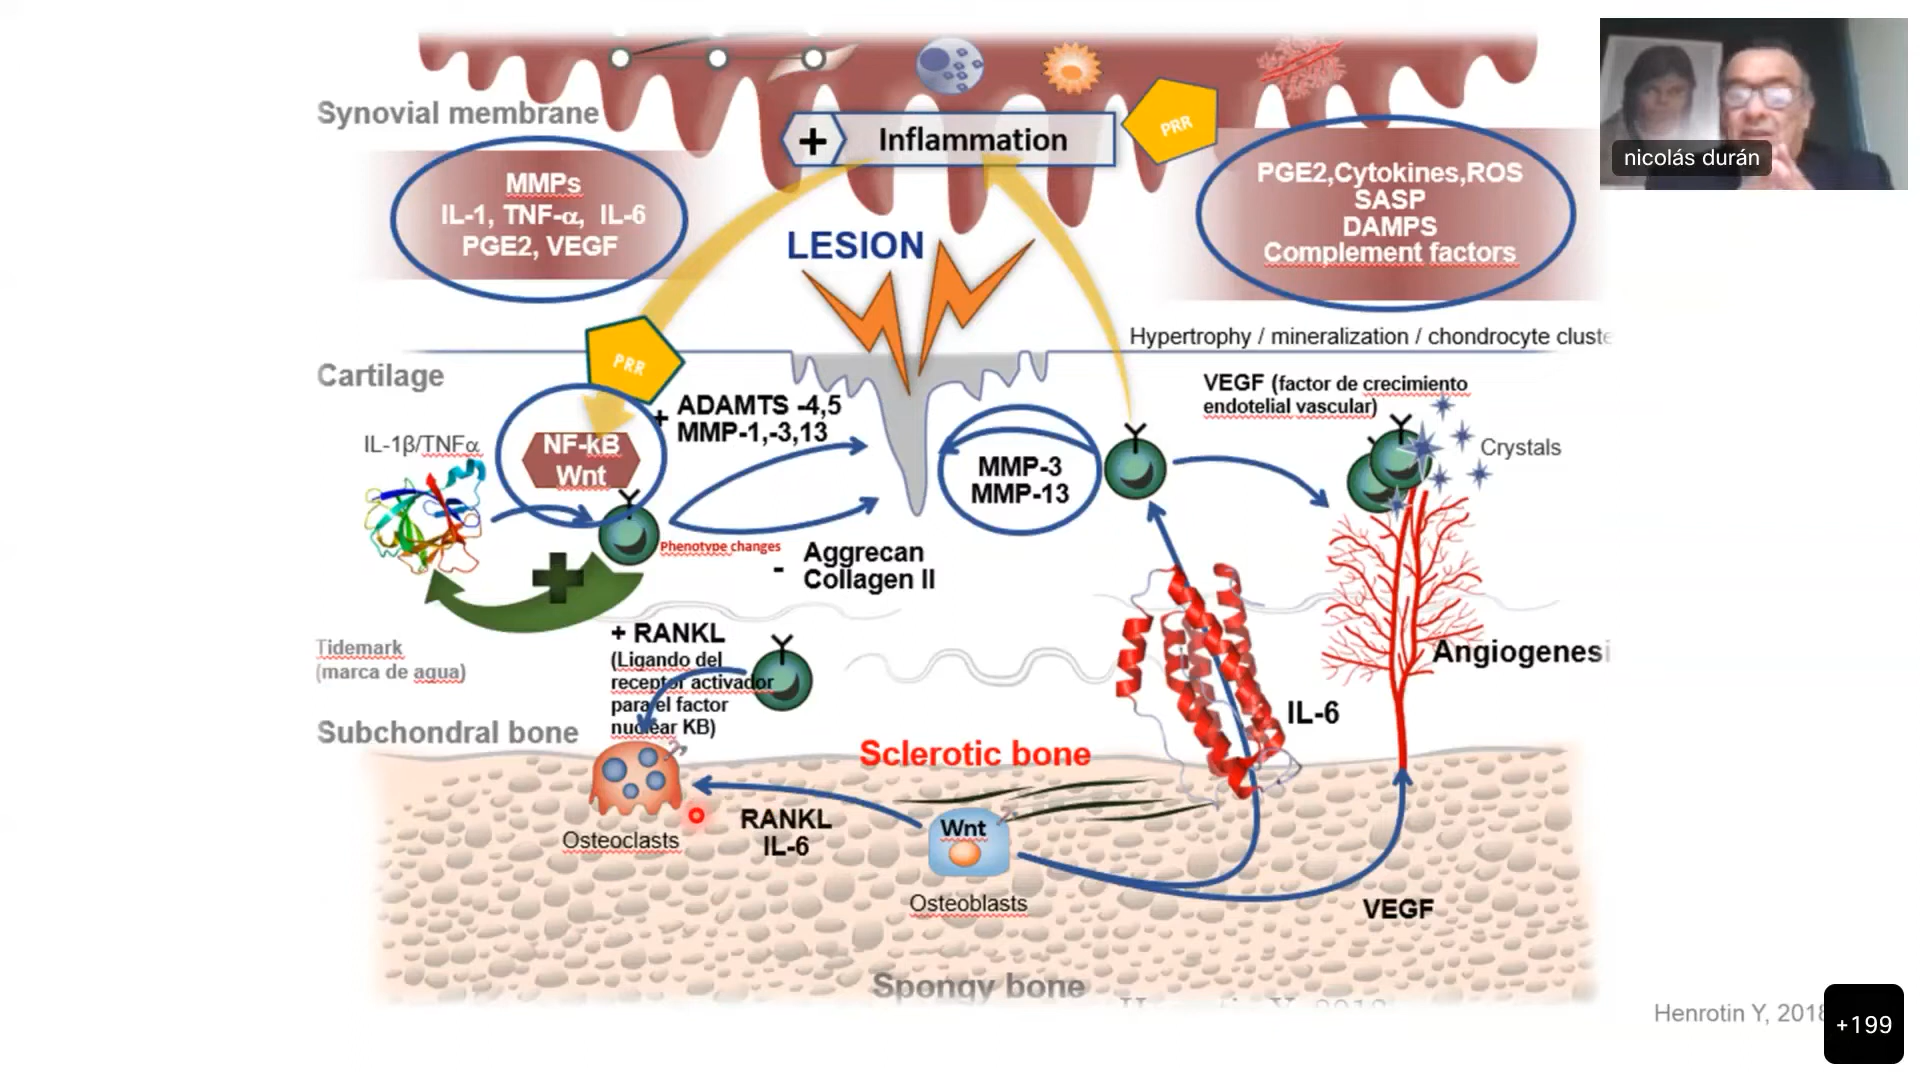 nicolás durán
Synovial membrane
+ Inflammation
PRR
MMPs
IL-1, TNF-α, IL-6
PGE2, VEGF
PGE2,Cytokines,ROS
SASP
DAMPS
Complement factors
LESION
Hypertrophy / mineralization / chondrocyte cluste
PRR
Cartilage
VEGF (factor de crecimiento
endotelial vascular)
+ ADAMTS -4,5
MMP-1,-3,13
IL-1β/TNFα
NF-kB
Wnt
Crystals
MMP-3
MMP-13
Phenotype changes
- Aggrecan
Collagen II
+ RANKL
(Ligando del
receptor activador
para el factor
nuclear KB)
Tidemark
(marca de agua)
Angiogenesi
IL-6
Subchondral bone
Sclerotic bone
RANKL
IL-6
Wnt
Osteoclasts
Osteoblasts
VEGF
Spongy bone
Henrotin Y, 2018
+199